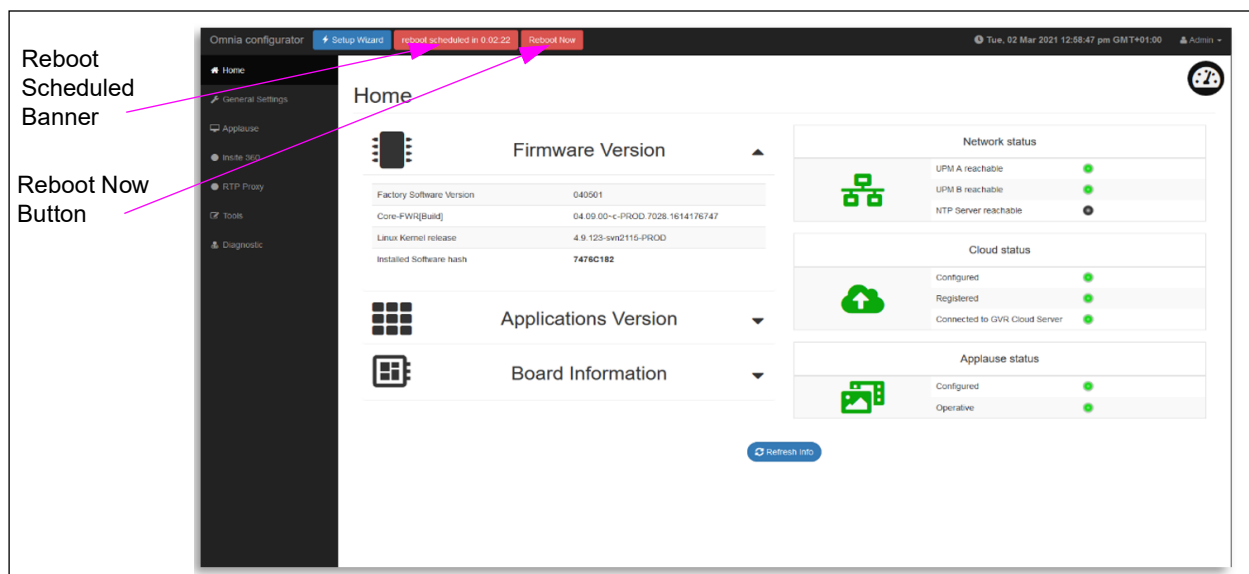 Reboot
Scheduled
Banner
Reboot Now
Button
Omnia configurator
Setup Wizard
reboot scheduled in 0:02:22
Reboot Now
Tue, 02 Mar 2021 12:58:47 pm GMT+01:00
Admin
Home
General Settings
Applause
Insite 360
RTP Proxy
Tools
Diagnostic
Home
Firmware Version
Factory Software Version 040501
Core-FWR[Build] 04.09.00~c-PROD.7028.1614176747
Linux Kernel release 4.9.123-svn2115-PROD
Installed Software hash 7476C182
Applications Version
Board Information
Network status
UPM A reachable
UPM B reachable
NTP Server reachable
Cloud status
Configured
Registered
Connected to GVR Cloud Server
Applause status
Configured
Operative
Refresh Info